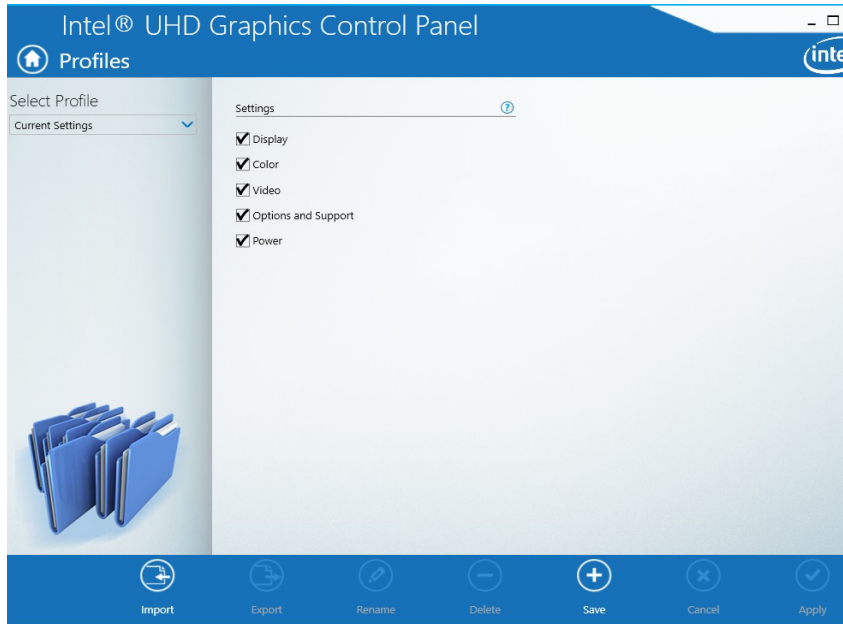 Intel® UHD Graphics Control Panel
Profiles
Select Profile
Current Settings
Settings
?
Display
Color
Video
Options and Support
Power
Import
Export
Rename
Delete
Save
Cancel
Apply